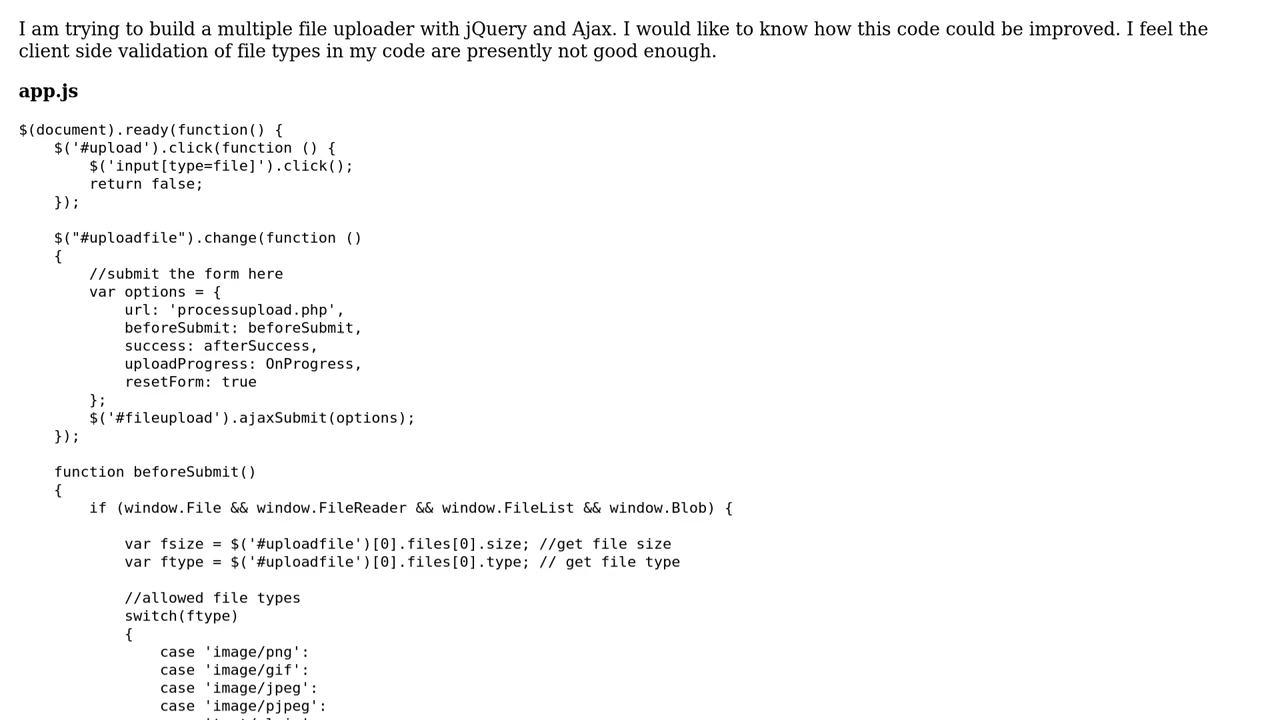 I am trying to build a multiple file uploader with jQuery and Ajax. I would like to know how this code could be improved. I feel the
client side validation of file types in my code are presently not good enough.
app.js
$(document).ready(function() {
    $('#upload').click(function () {
        $('input[type=file]').click();
        return false;
    });
    $("#uploadfile").change(function ()
    {
        //submit the form here
        var options = {
            url: 'processupload.php',
            beforeSubmit: beforeSubmit,
            success: afterSuccess,
            uploadProgress: OnProgress,
            resetForm: true
        };
        $('#fileupload').ajaxSubmit(options);
    });
    function beforeSubmit()
    {
        if (window.File && window.FileReader && window.FileList && window.Blob) {
            var fsize = $('#uploadfile')[0].files[0].size; //get file size
            var ftype = $('#uploadfile')[0].files[0].type; // get file type
            //allowed file types
            switch(ftype)
            {
                case 'image/png':
                case 'image/gif':
                case 'image/jpeg':
                case 'image/pjpeg':